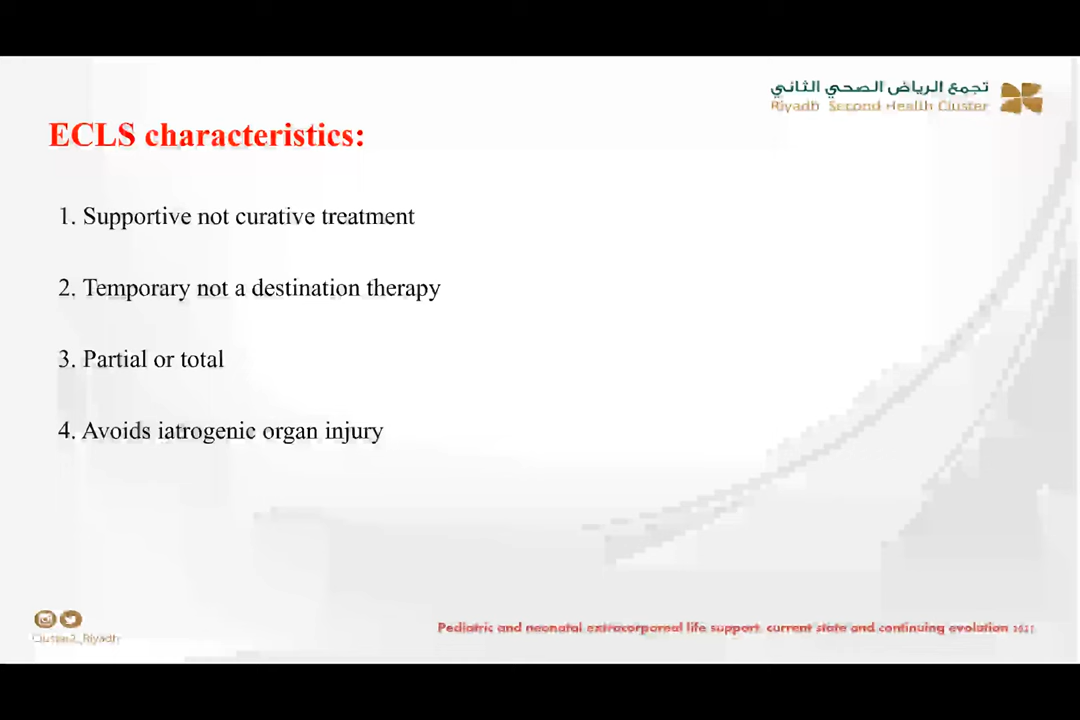 تجمع الرياض الصحي الثاني
Riyadh Second Health Cluster
ECLS characteristics:
1. Supportive not curative treatment
2. Temporary not a destination therapy
3. Partial or total
4. Avoids iatrogenic organ injury
Cluster2_Riyadh
Pediatric and neonatal extracorporeal life support, current state and continuing evolution 2021